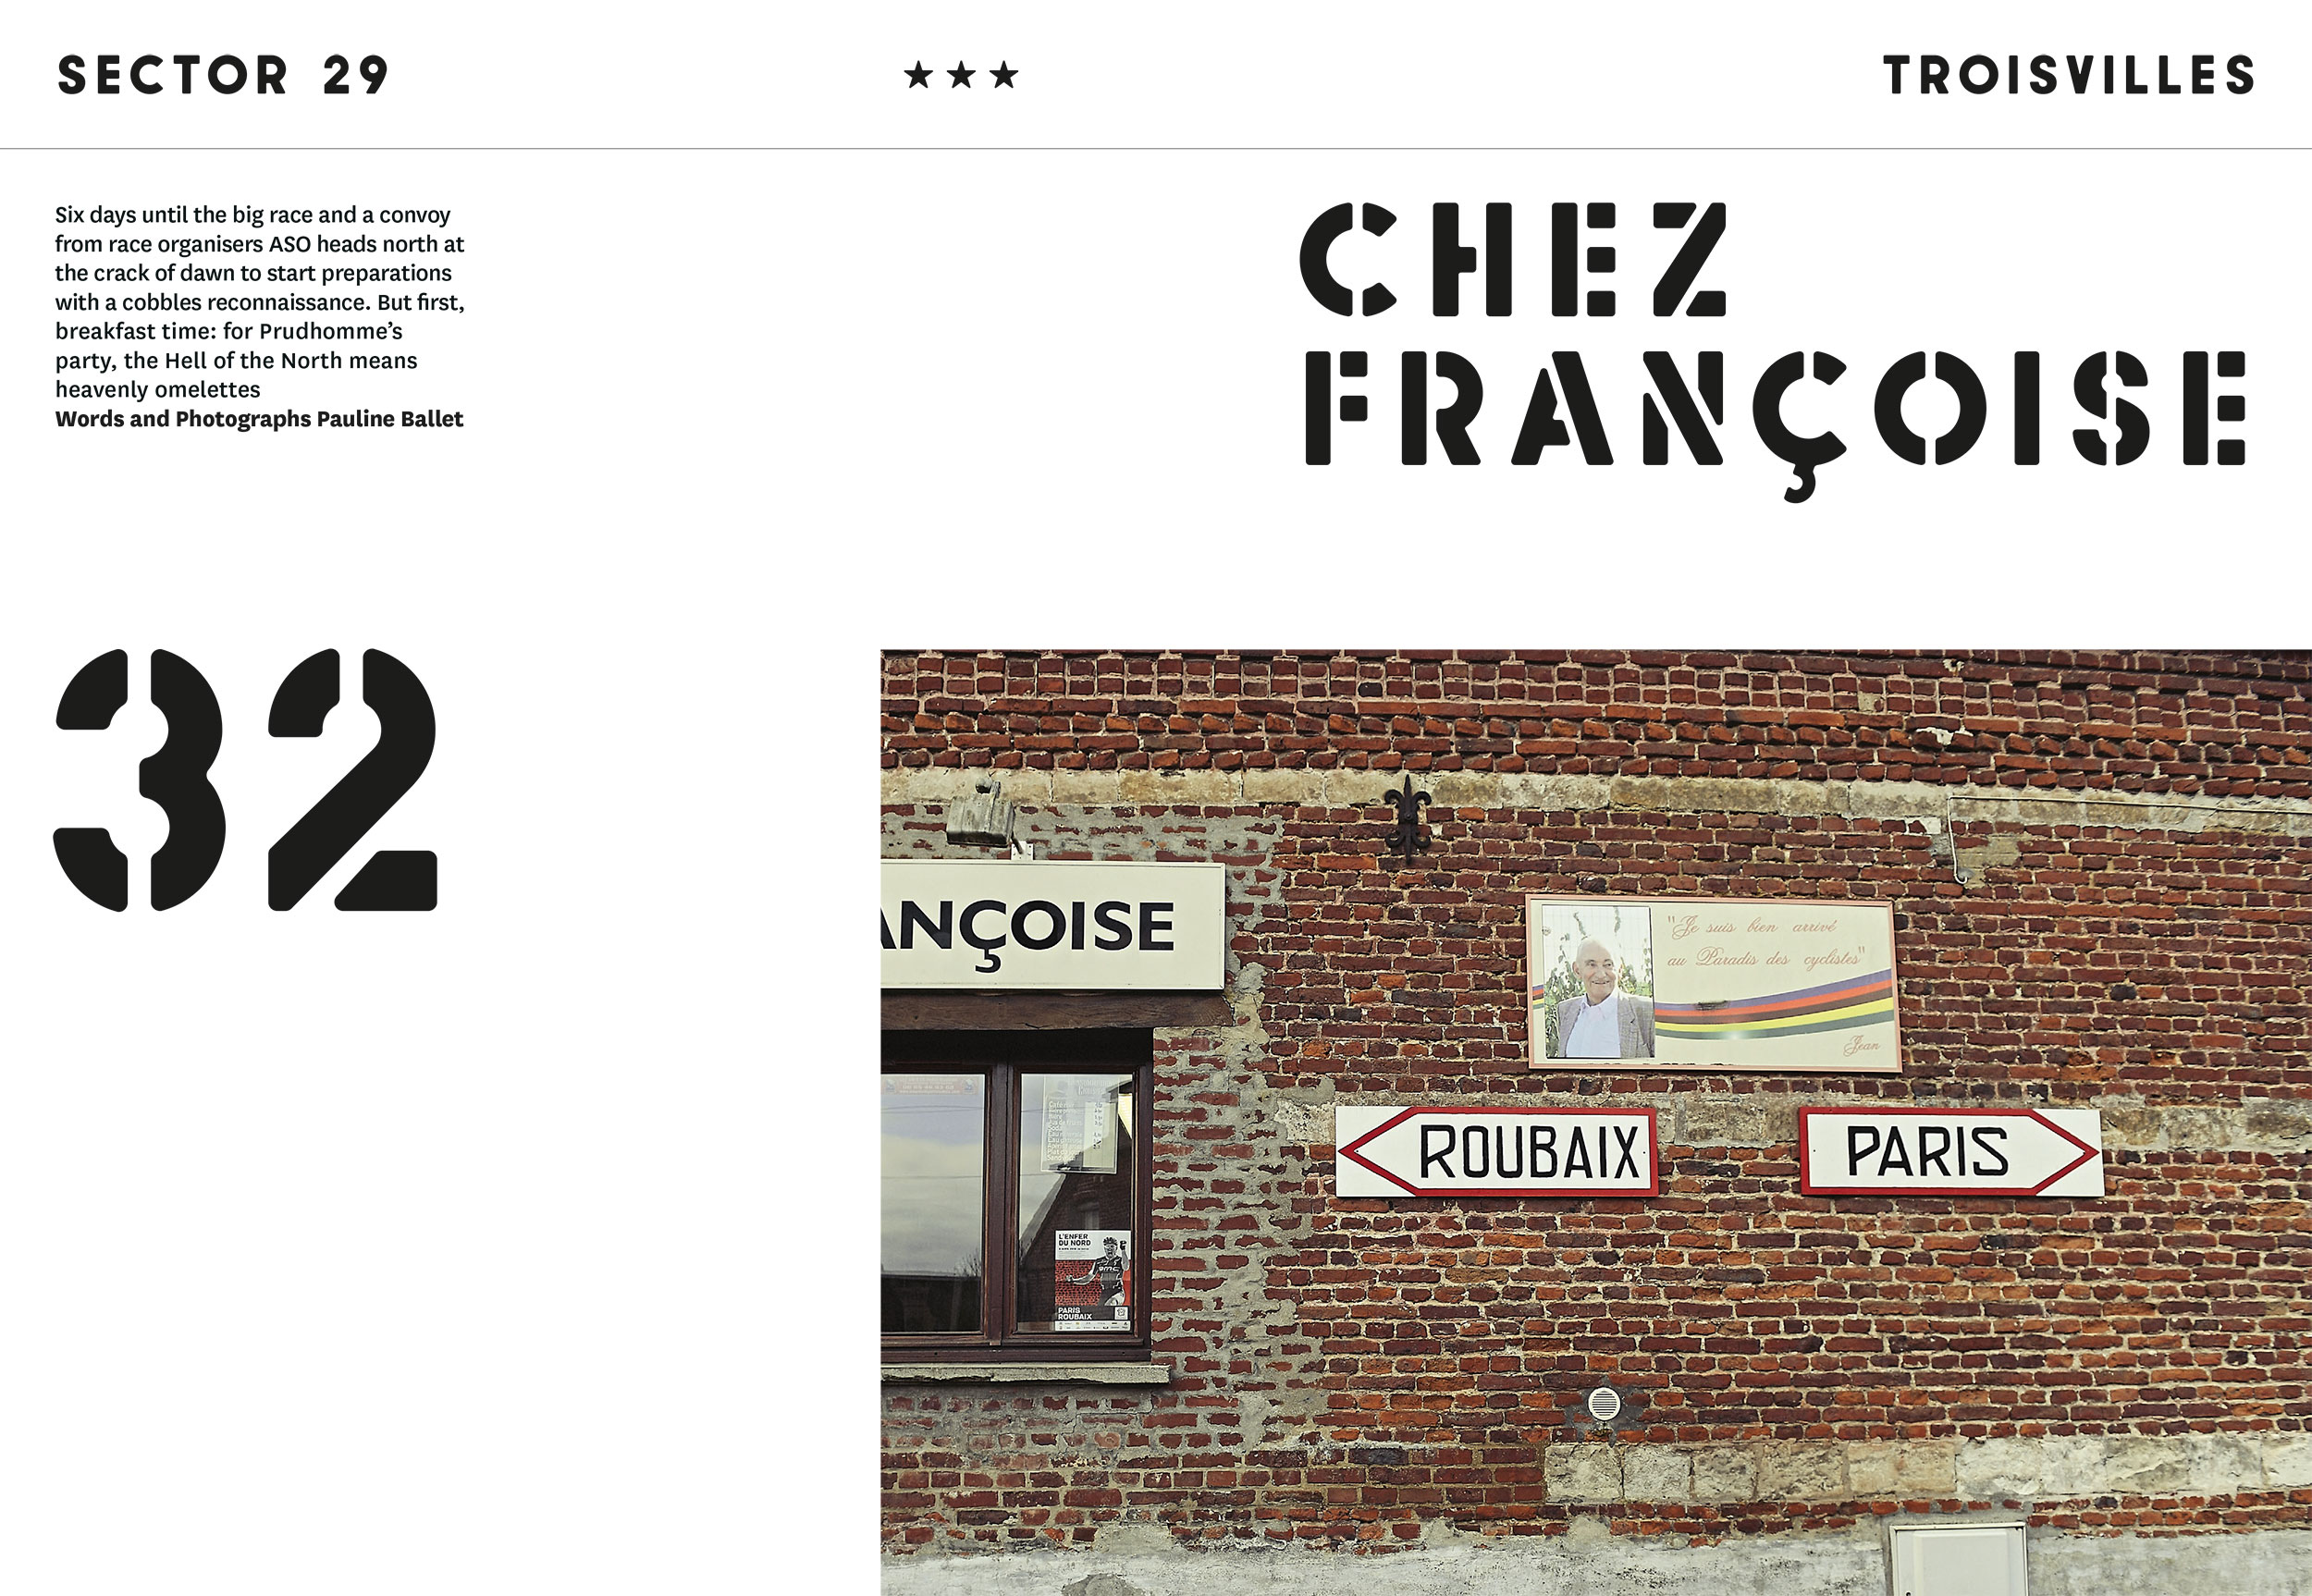 SECTOR 29
★ ★ ★
TROISVILLES
Six days until the big race and a convoy
from race organisers ASO heads north at
the crack of dawn to start preparations
with a cobbles reconnaissance. But first,
breakfast time: for Prudhomme’s
party, the Hell of the North means
heavenly omelettes
Words and Photographs Pauline Ballet
CHEZ
FRANÇOISE
32
ANÇOISE
"Je suis bien arrivé
au Paradis des cyclistes"
Jean
ROUBAIX
PARIS
L'ENFER
DU NORD
BMC
PARIS
ROUBAIX